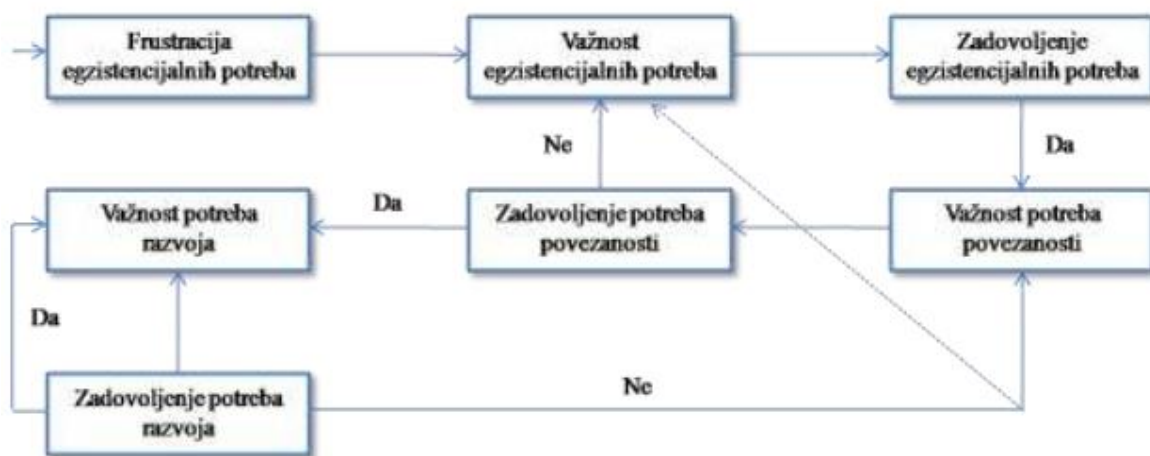 Frustracija
egzistencijalnih potreba
Važnost
egzistencijalnih potreba
Zadovoljenje
egzistencijalnih potreba
Ne
Da
Važnost potreba
razvoja
Da
Zadovoljenje potreba
povezanosti
Važnost potreba
povezanosti
Da
Zadovoljenje potreba
razvoja
Ne